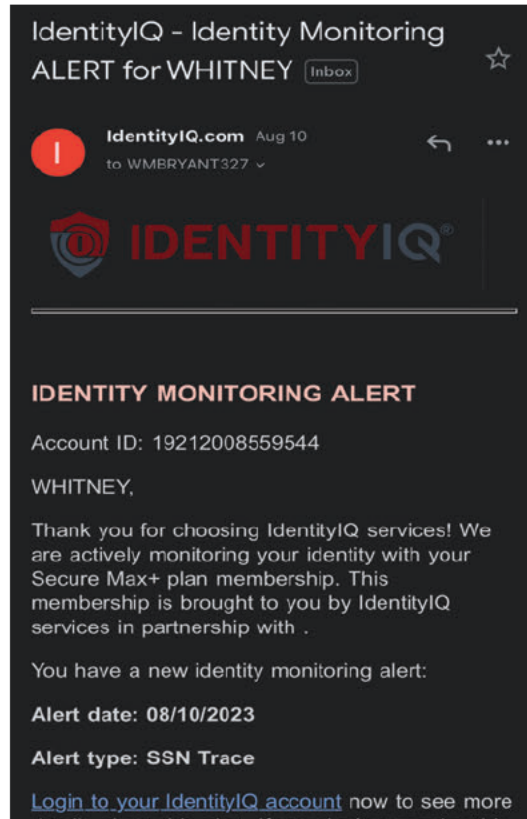 IdentityIQ - Identity Monitoring
ALERT for WHITNEY Inbox
I
IdentityIQ.com Aug 10
to WMBRYANT327
IDENTITYIQ®
IDENTITY MONITORING ALERT
Account ID: 19212008559544
WHITNEY,
Thank you for choosing IdentityIQ services! We
are actively monitoring your identity with your
Secure Max+ plan membership. This
membership is brought to you by IdentityIQ
services in partnership with .
You have a new identity monitoring alert:
Alert date: 08/10/2023
Alert type: SSN Trace
Login to your IdentityIQ account now to see more